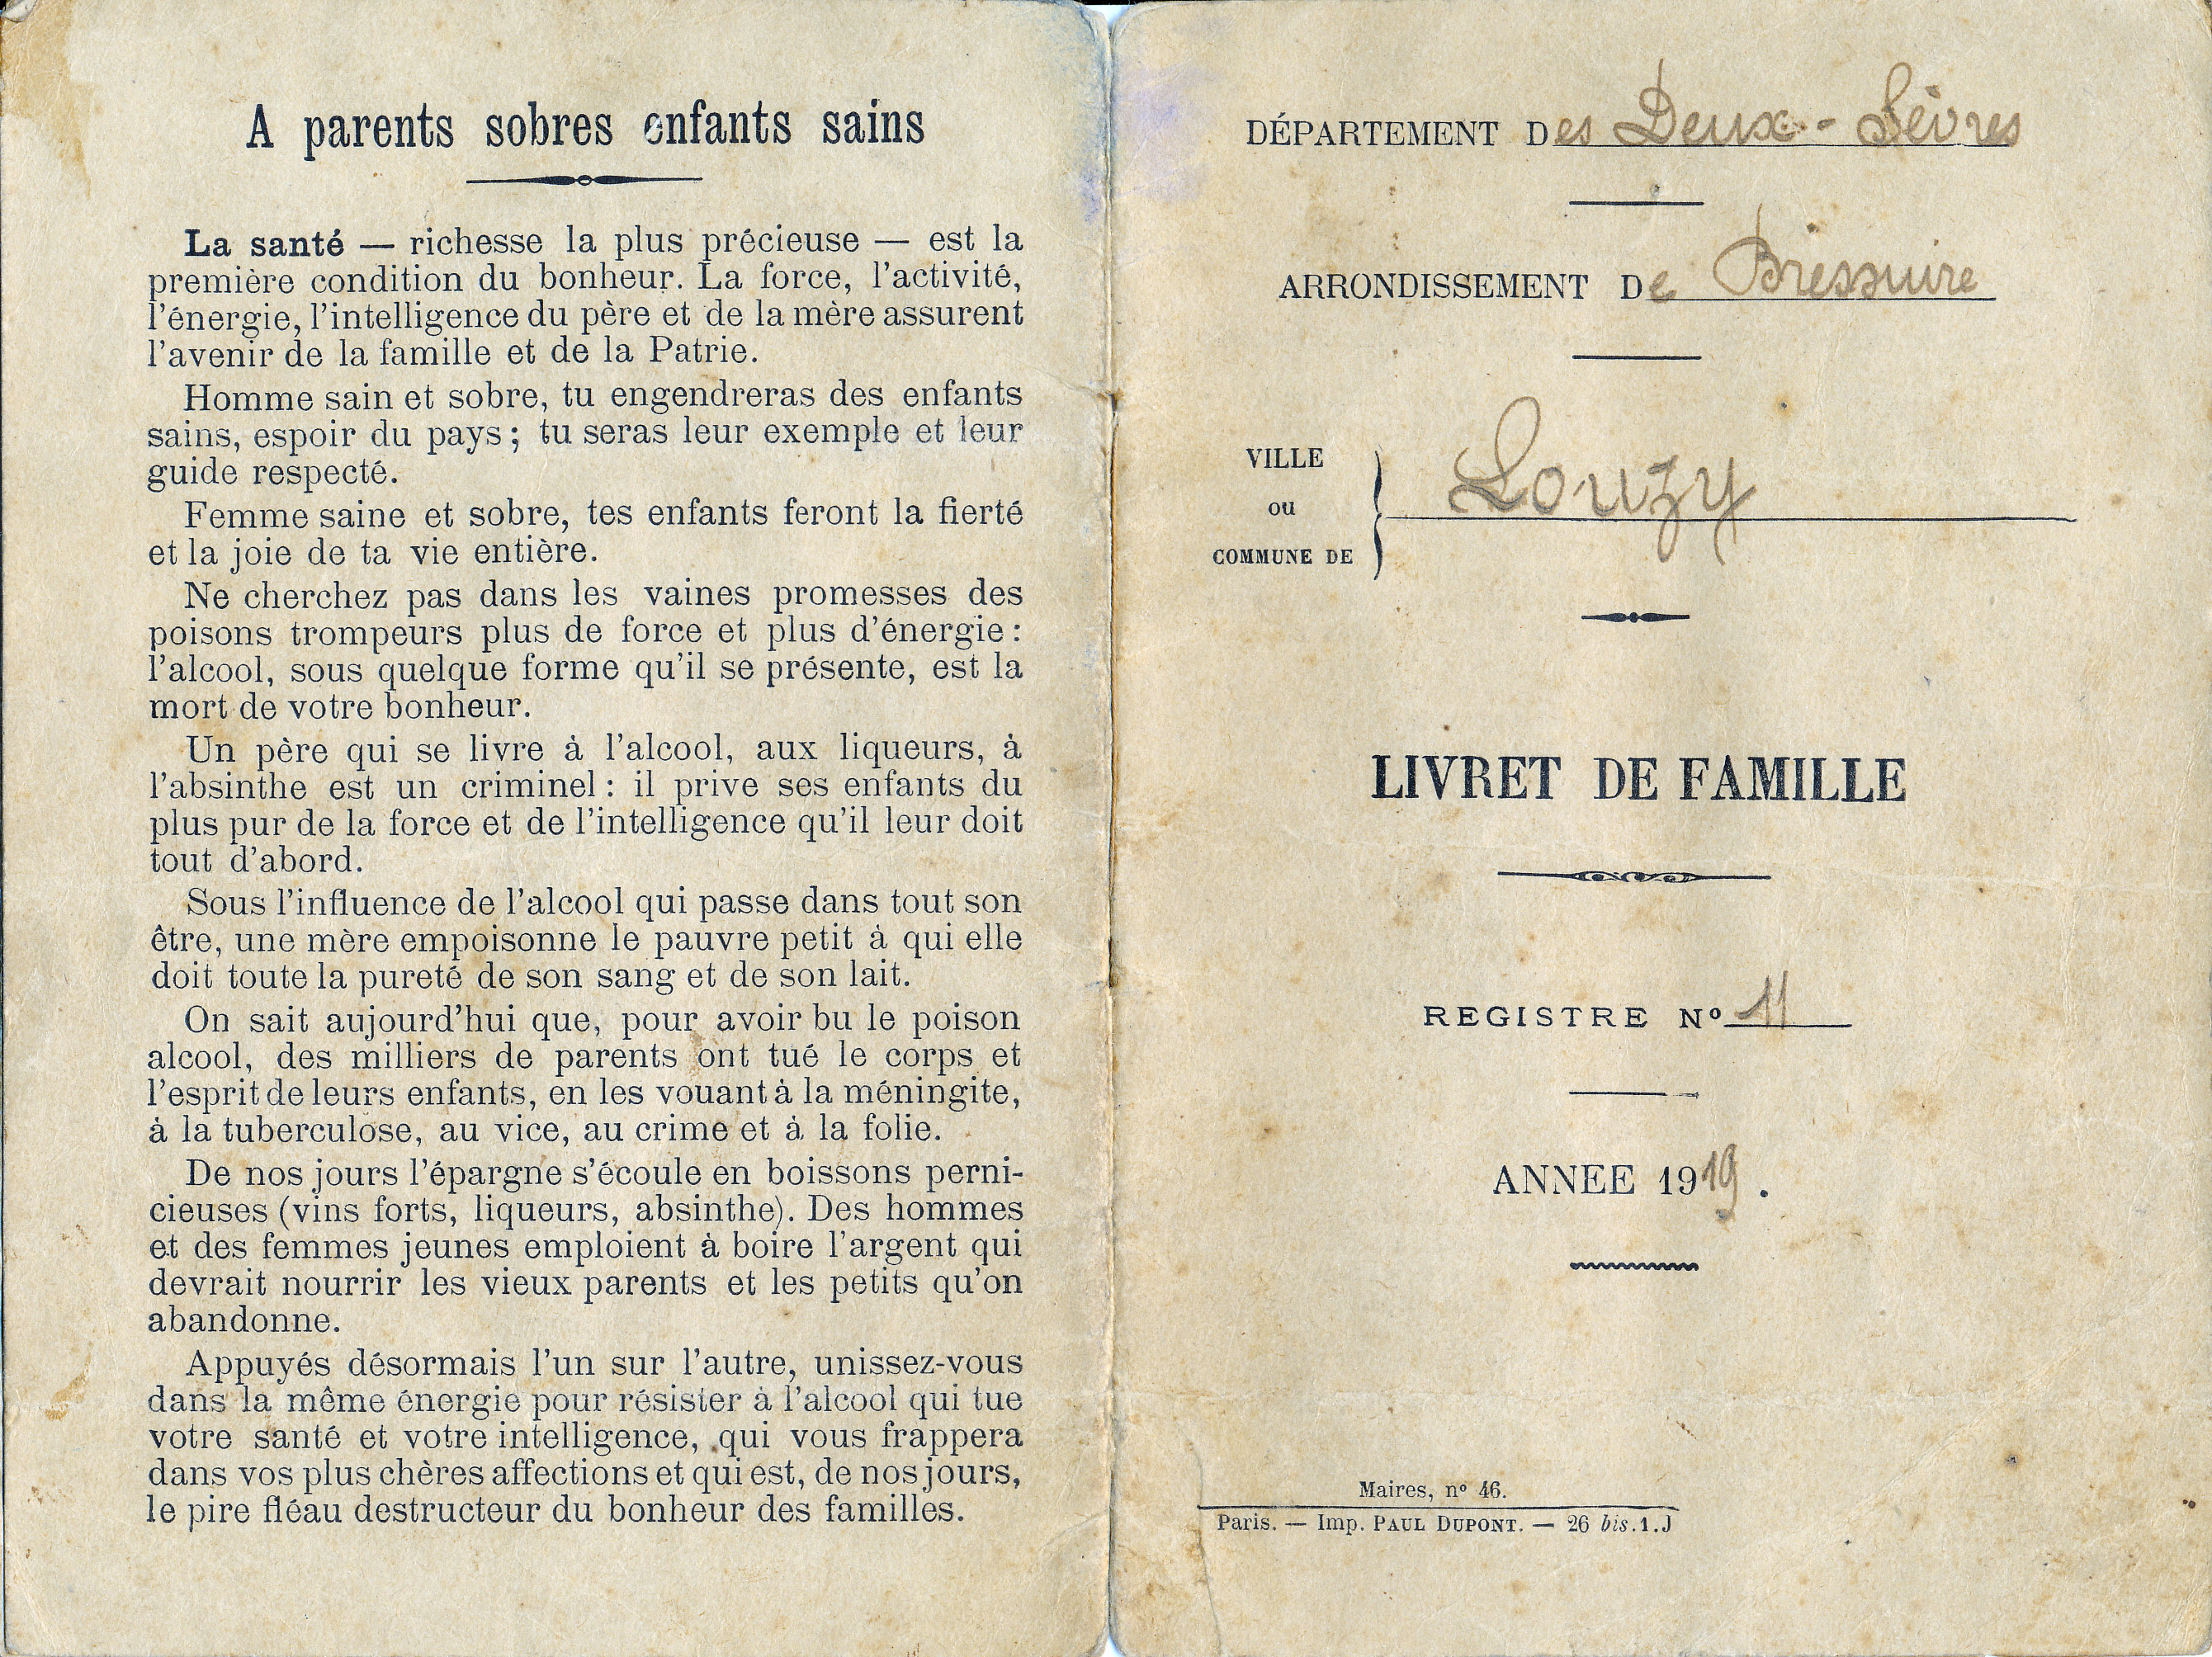 A parents sobres enfants sains
La santé — richesse la plus précieuse — est la
première condition du bonheur. La force, l'activité,
l'énergie, l'intelligence du père et de la mère assurent
l'avenir de la famille et de la Patrie.
Homme sain et sobre, tu engendreras des enfants
sains, espoir du pays ; tu seras leur exemple et leur
guide respecté.
Femme saine et sobre, tes enfants feront la fierté
et la joie de ta vie entière.
Ne cherchez pas dans les vaines promesses des
poisons trompeurs plus de force et plus d'énergie :
l'alcool, sous quelque forme qu'il se présente, est la
mort de votre bonheur.
Un père qui se livre à l'alcool, aux liqueurs, à
l'absinthe est un criminel : il prive ses enfants du
plus pur de la force et de l'intelligence qu'il leur doit
tout d'abord.
Sous l'influence de l'alcool qui passe dans tout son
être, une mère empoisonne le pauvre petit à qui elle
doit toute la pureté de son sang et de son lait.
On sait aujourd'hui que, pour avoir bu le poison
alcool, des milliers de parents ont tué le corps et
l'esprit de leurs enfants, en les vouant à la méningite,
à la tuberculose, au vice, au crime et à la folie.
De nos jours l'épargne s'écoule en boissons perni-
cieuses (vins forts, liqueurs, absinthe). Des hommes
et des femmes jeunes emploient à boire l'argent qui
devrait nourrir les vieux parents et les petits qu'on
abandonne.
Appuyés désormais l'un sur l'autre, unissez-vous
dans la même énergie pour résister à l'alcool qui tue
votre santé et votre intelligence, qui vous frappera
dans vos plus chères affections et qui est, de nos jours,
le pire fléau destructeur du bonheur des familles.
DÉPARTEMENT Des Deux-Sèvres
ARRONDISSEMENT De Bressuire
VILLE
ou
COMMUNE DE
Louzy
LIVRET DE FAMILLE
REGISTRE Nº 11
ANNEE 1919.
Maires, nº 46.
Paris. — Imp. PAUL DUPONT. — 26 bis.1.J